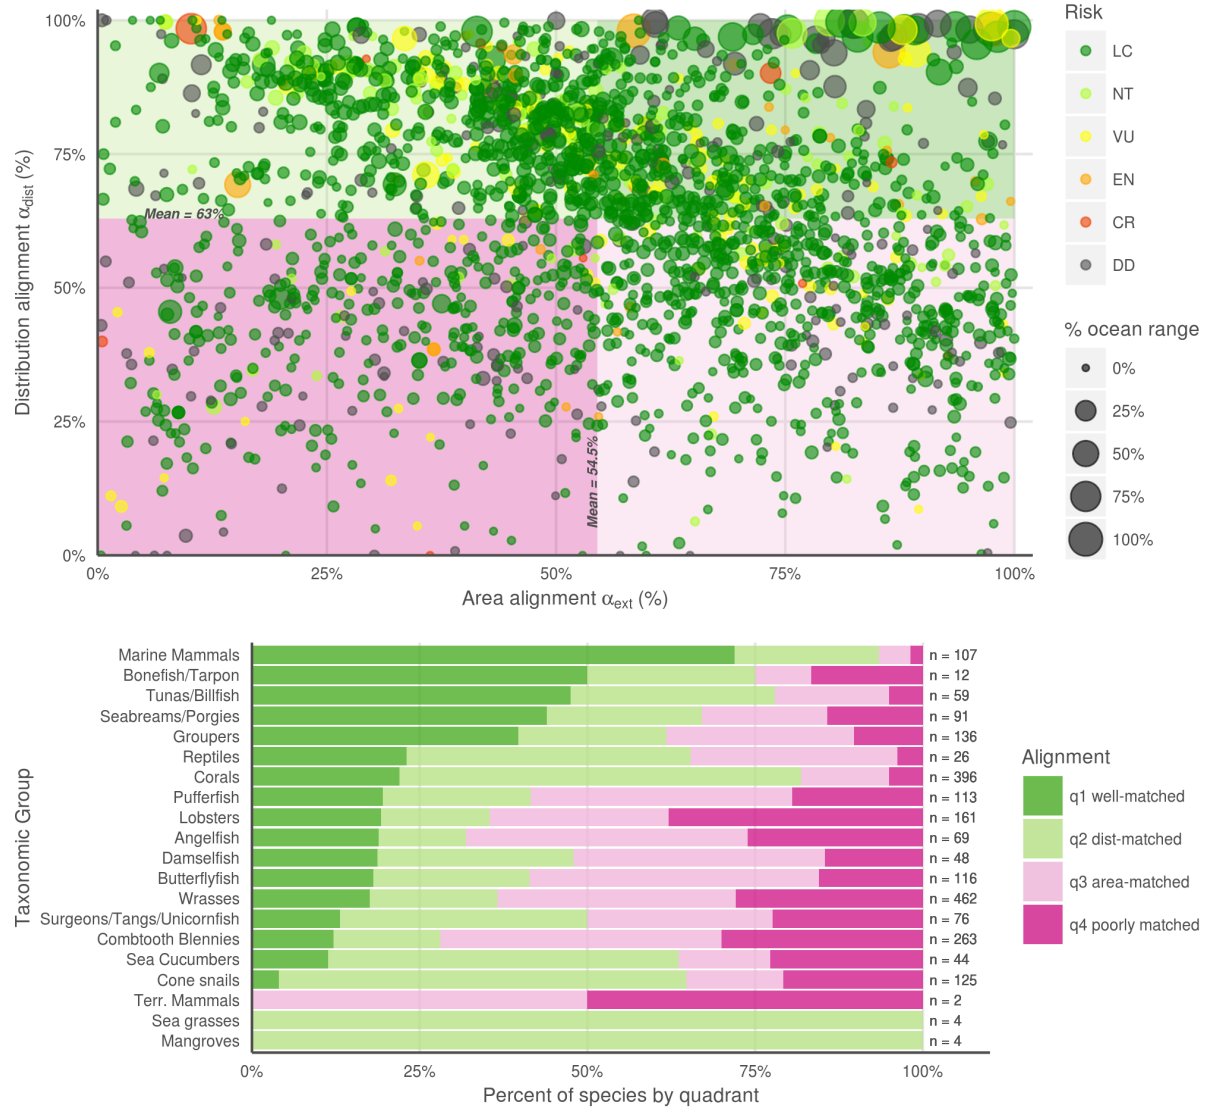 100%
75%
50%
25%
0%
Distribution alignment αdist (%)
Mean = 63%
Mean = 54.5%
0%
25%
50%
75%
100%
Area alignment αext (%)
Risk
LC
NT
VU
EN
CR
DD
% ocean range
0%
25%
50%
75%
100%
Taxonomic Group
Marine Mammals n = 107
Bonefish/Tarpon n = 12
Tunas/Billfish n = 59
Seabreams/Porgies n = 91
Groupers n = 136
Reptiles n = 26
Corals n = 396
Pufferfish n = 113
Lobsters n = 161
Angelfish n = 69
Damselfish n = 48
Butterflyfish n = 116
Wrasses n = 462
Surgeons/Tangs/Unicornfish n = 76
Combtooth Blennies n = 263
Sea Cucumbers n = 44
Cone snails n = 125
Terr. Mammals n = 2
Sea grasses n = 4
Mangroves n = 4
0%
25%
50%
75%
100%
Percent of species by quadrant
Alignment
q1 well-matched
q2 dist-matched
q3 area-matched
q4 poorly matched